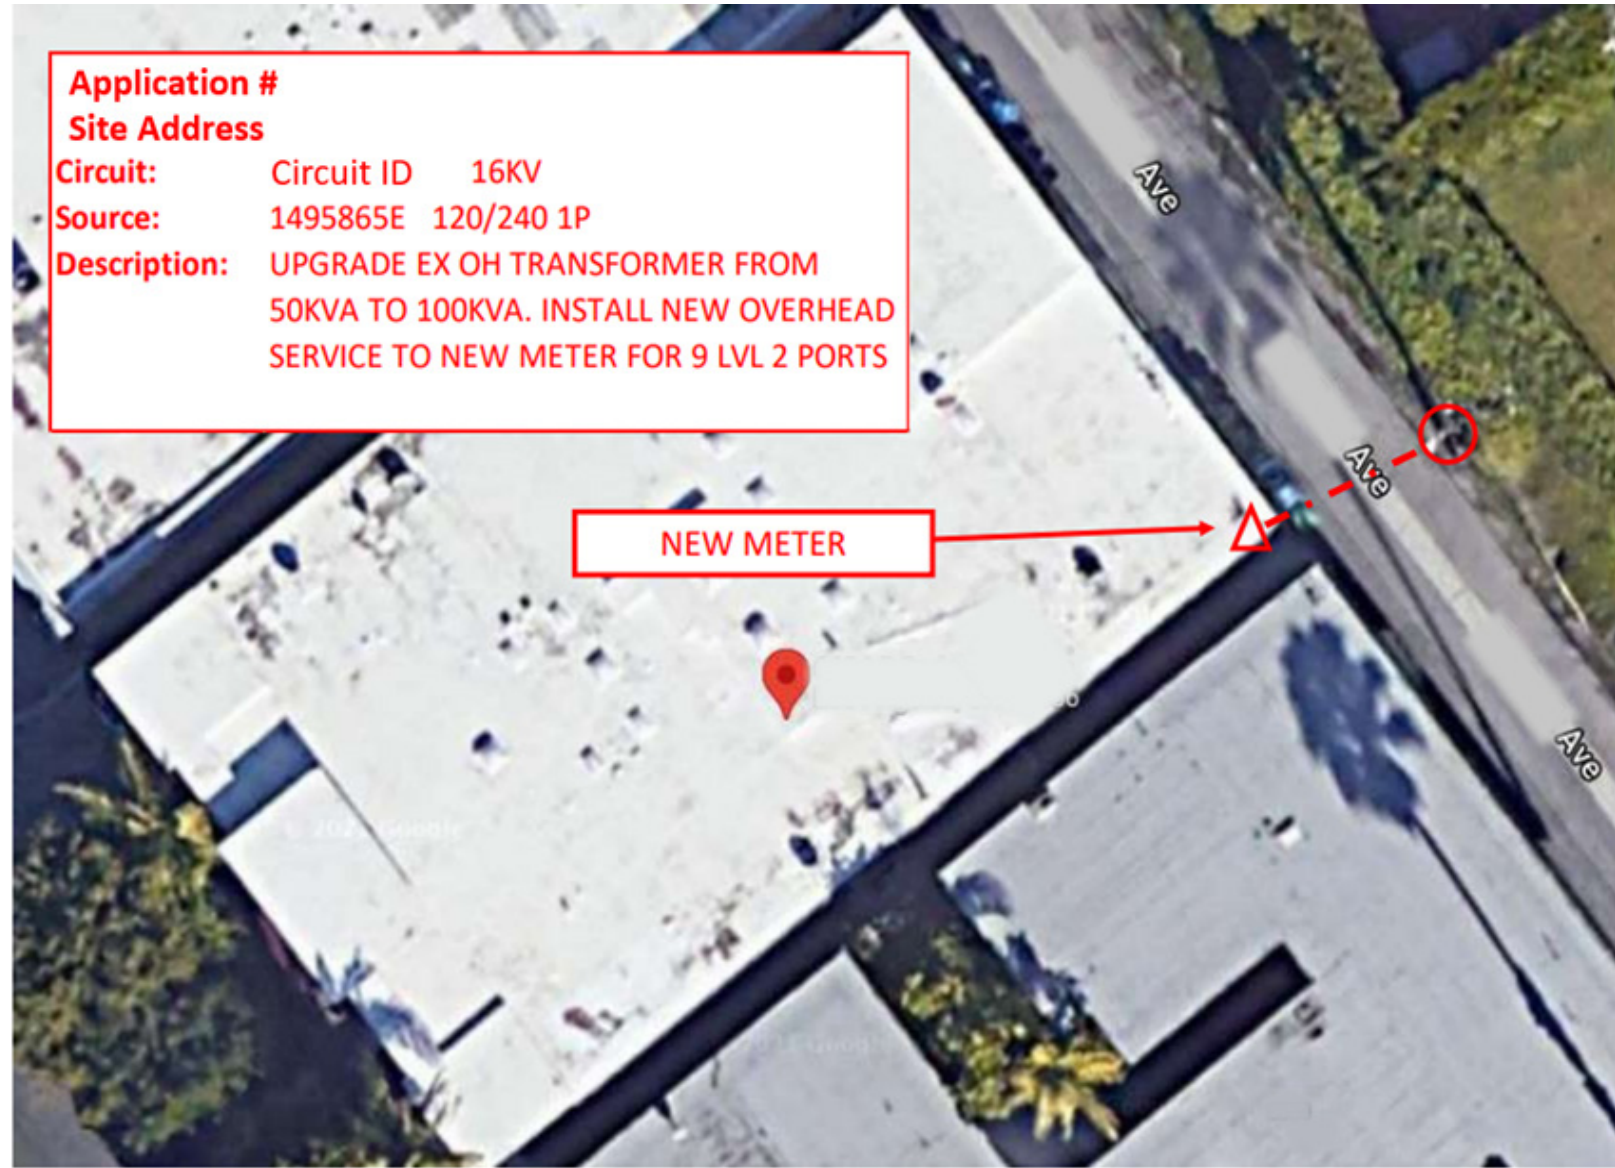 Application #
Site Address
Circuit: Circuit ID 16KV
Source: 1495865E 120/240 1P
Description: UPGRADE EX OH TRANSFORMER FROM
50KVA TO 100KVA. INSTALL NEW OVERHEAD
SERVICE TO NEW METER FOR 9 LVL 2 PORTS
Ave
Ave
NEW METER
Ave
Google
Google